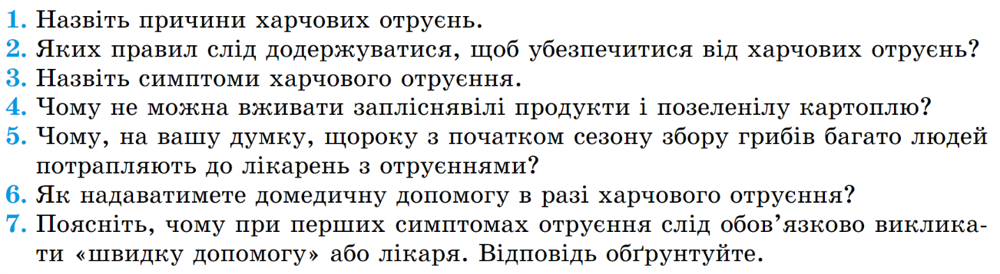 1. Назвіть причини харчових отруєнь.
2. Яких правил слід додержуватися, щоб убезпечитися від харчових отруєнь?
3. Назвіть симптоми харчового отруєння.
4. Чому не можна вживати запліснявілі продукти і позеленілу картоплю?
5. Чому, на вашу думку, щороку з початком сезону збору грибів багато людей
потрапляють до лікарень з отруєннями?
6. Як надаватимете домедичну допомогу в разі харчового отруєння?
7. Поясніть, чому при перших симптомах отруєння слід обов’язково виклика-
ти «швидку допомогу» або лікаря. Відповідь обґрунтуйте.